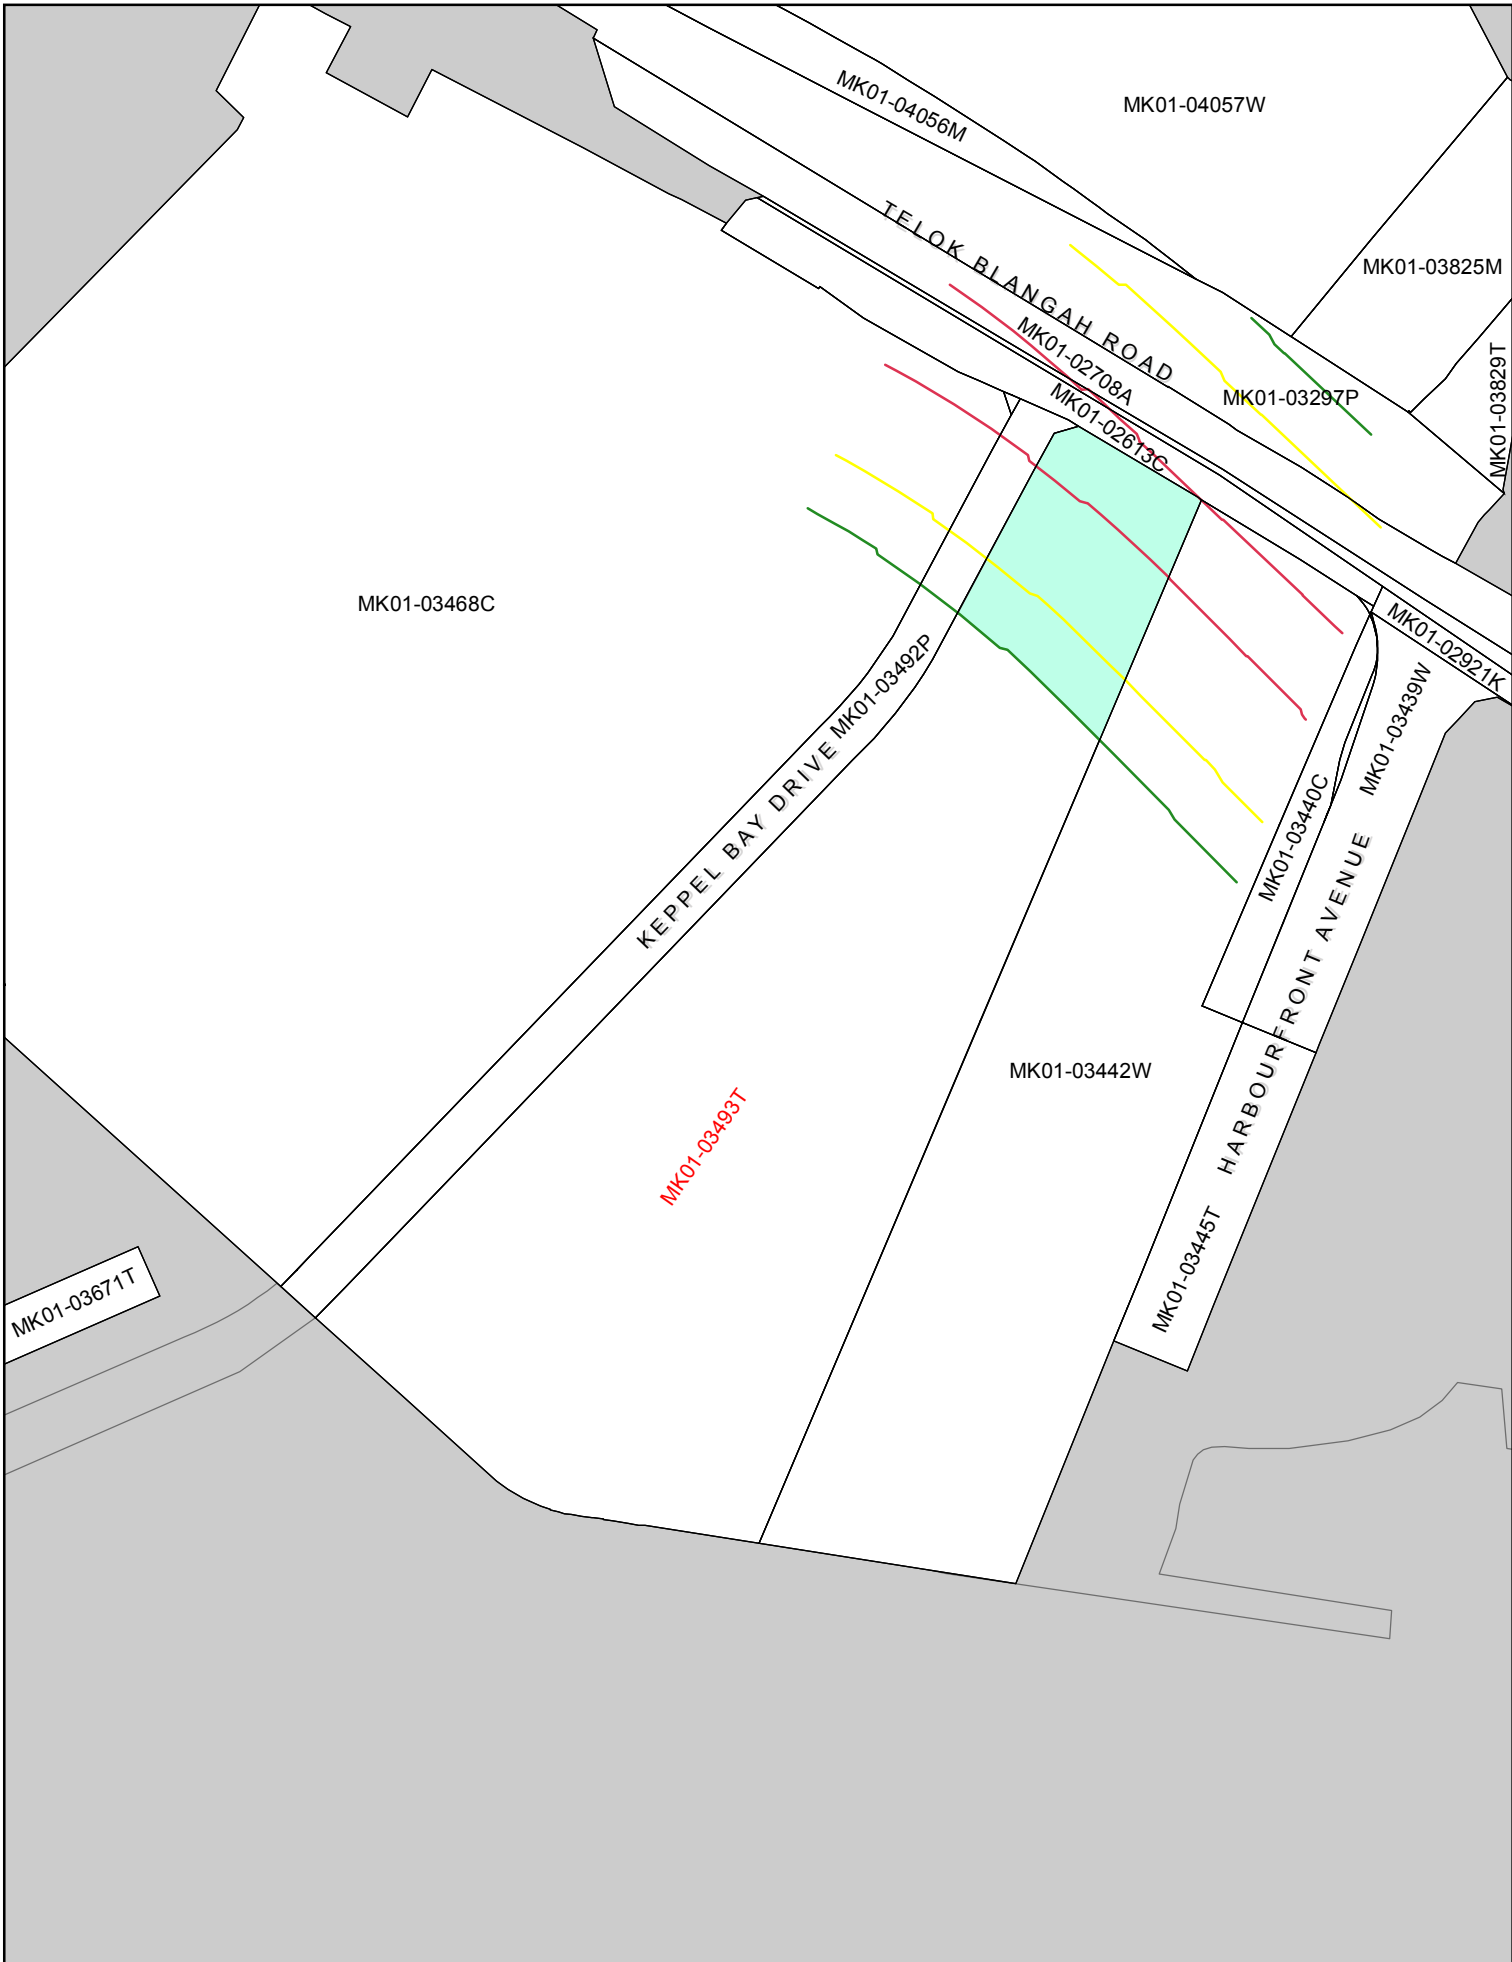 MK01-04056M
MK01-04057W
TELOK BLANGAH ROAD
MK01-03825M
MK01-02708A
MK01-03297P
MK01-03829T
MK01-02613C
MK01-03468C
MK01-02921K
MK01-03492P
MK01-03439W
KEPPEL BAY DRIVE
MK01-03440C
HARBOURFRONT AVENUE
MK01-03442W
MK01-03493T
MK01-03445T
MK01-03671T